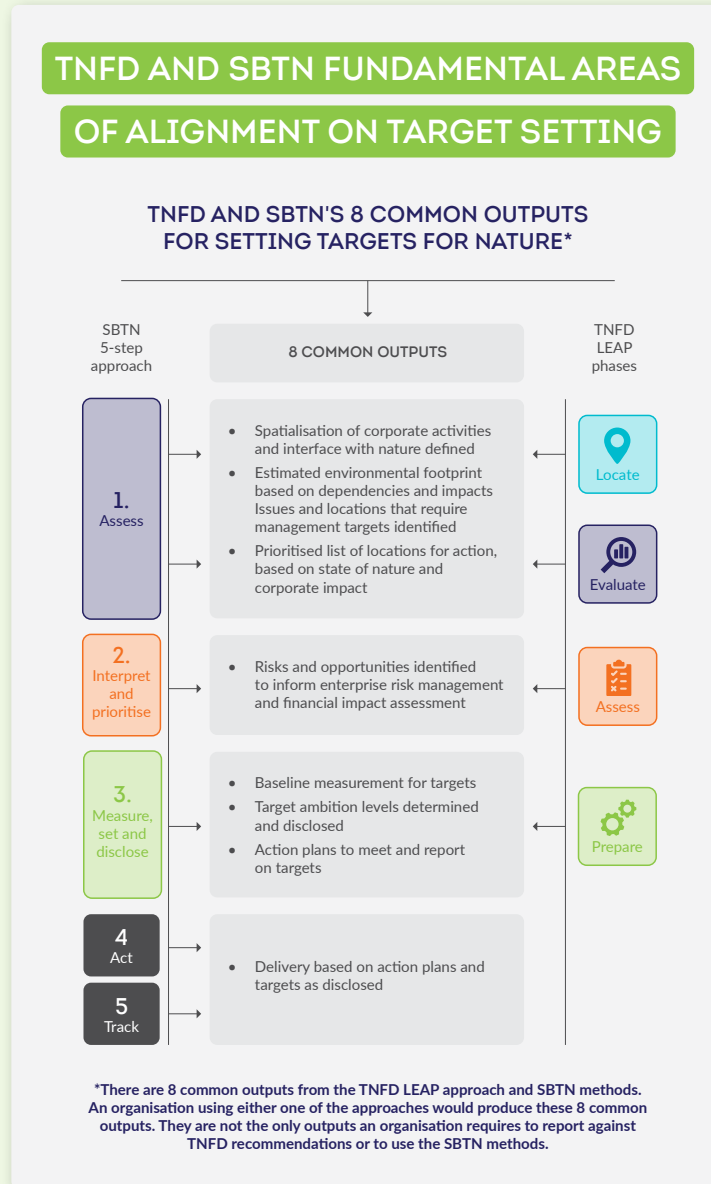 TNFD AND SBTN FUNDAMENTAL AREAS
OF ALIGNMENT ON TARGET SETTING
TNFD AND SBTN'S 8 COMMON OUTPUTS
FOR SETTING TARGETS FOR NATURE*
SBTN
5-step
approach
8 COMMON OUTPUTS
TNFD
LEAP
phases
1.
Assess
• Spatialisation of corporate activities
and interface with nature defined
• Estimated environmental footprint
based on dependencies and impacts
Issues and locations that require
management targets identified
• Prioritised list of locations for action,
based on state of nature and
corporate impact
Locate
Evaluate
2.
Interpret
and
prioritise
• Risks and opportunities identified
to inform enterprise risk management
and financial impact assessment
Assess
3.
Measure,
set and
disclose
• Baseline measurement for targets
• Target ambition levels determined
and disclosed
• Action plans to meet and report
on targets
Prepare
4
Act
5
Track
• Delivery based on action plans and
targets as disclosed
*There are 8 common outputs from the TNFD LEAP approach and SBTN methods.
An organisation using either one of the approaches would produce these 8 common
outputs. They are not the only outputs an organisation requires to report against
TNFD recommendations or to use the SBTN methods.